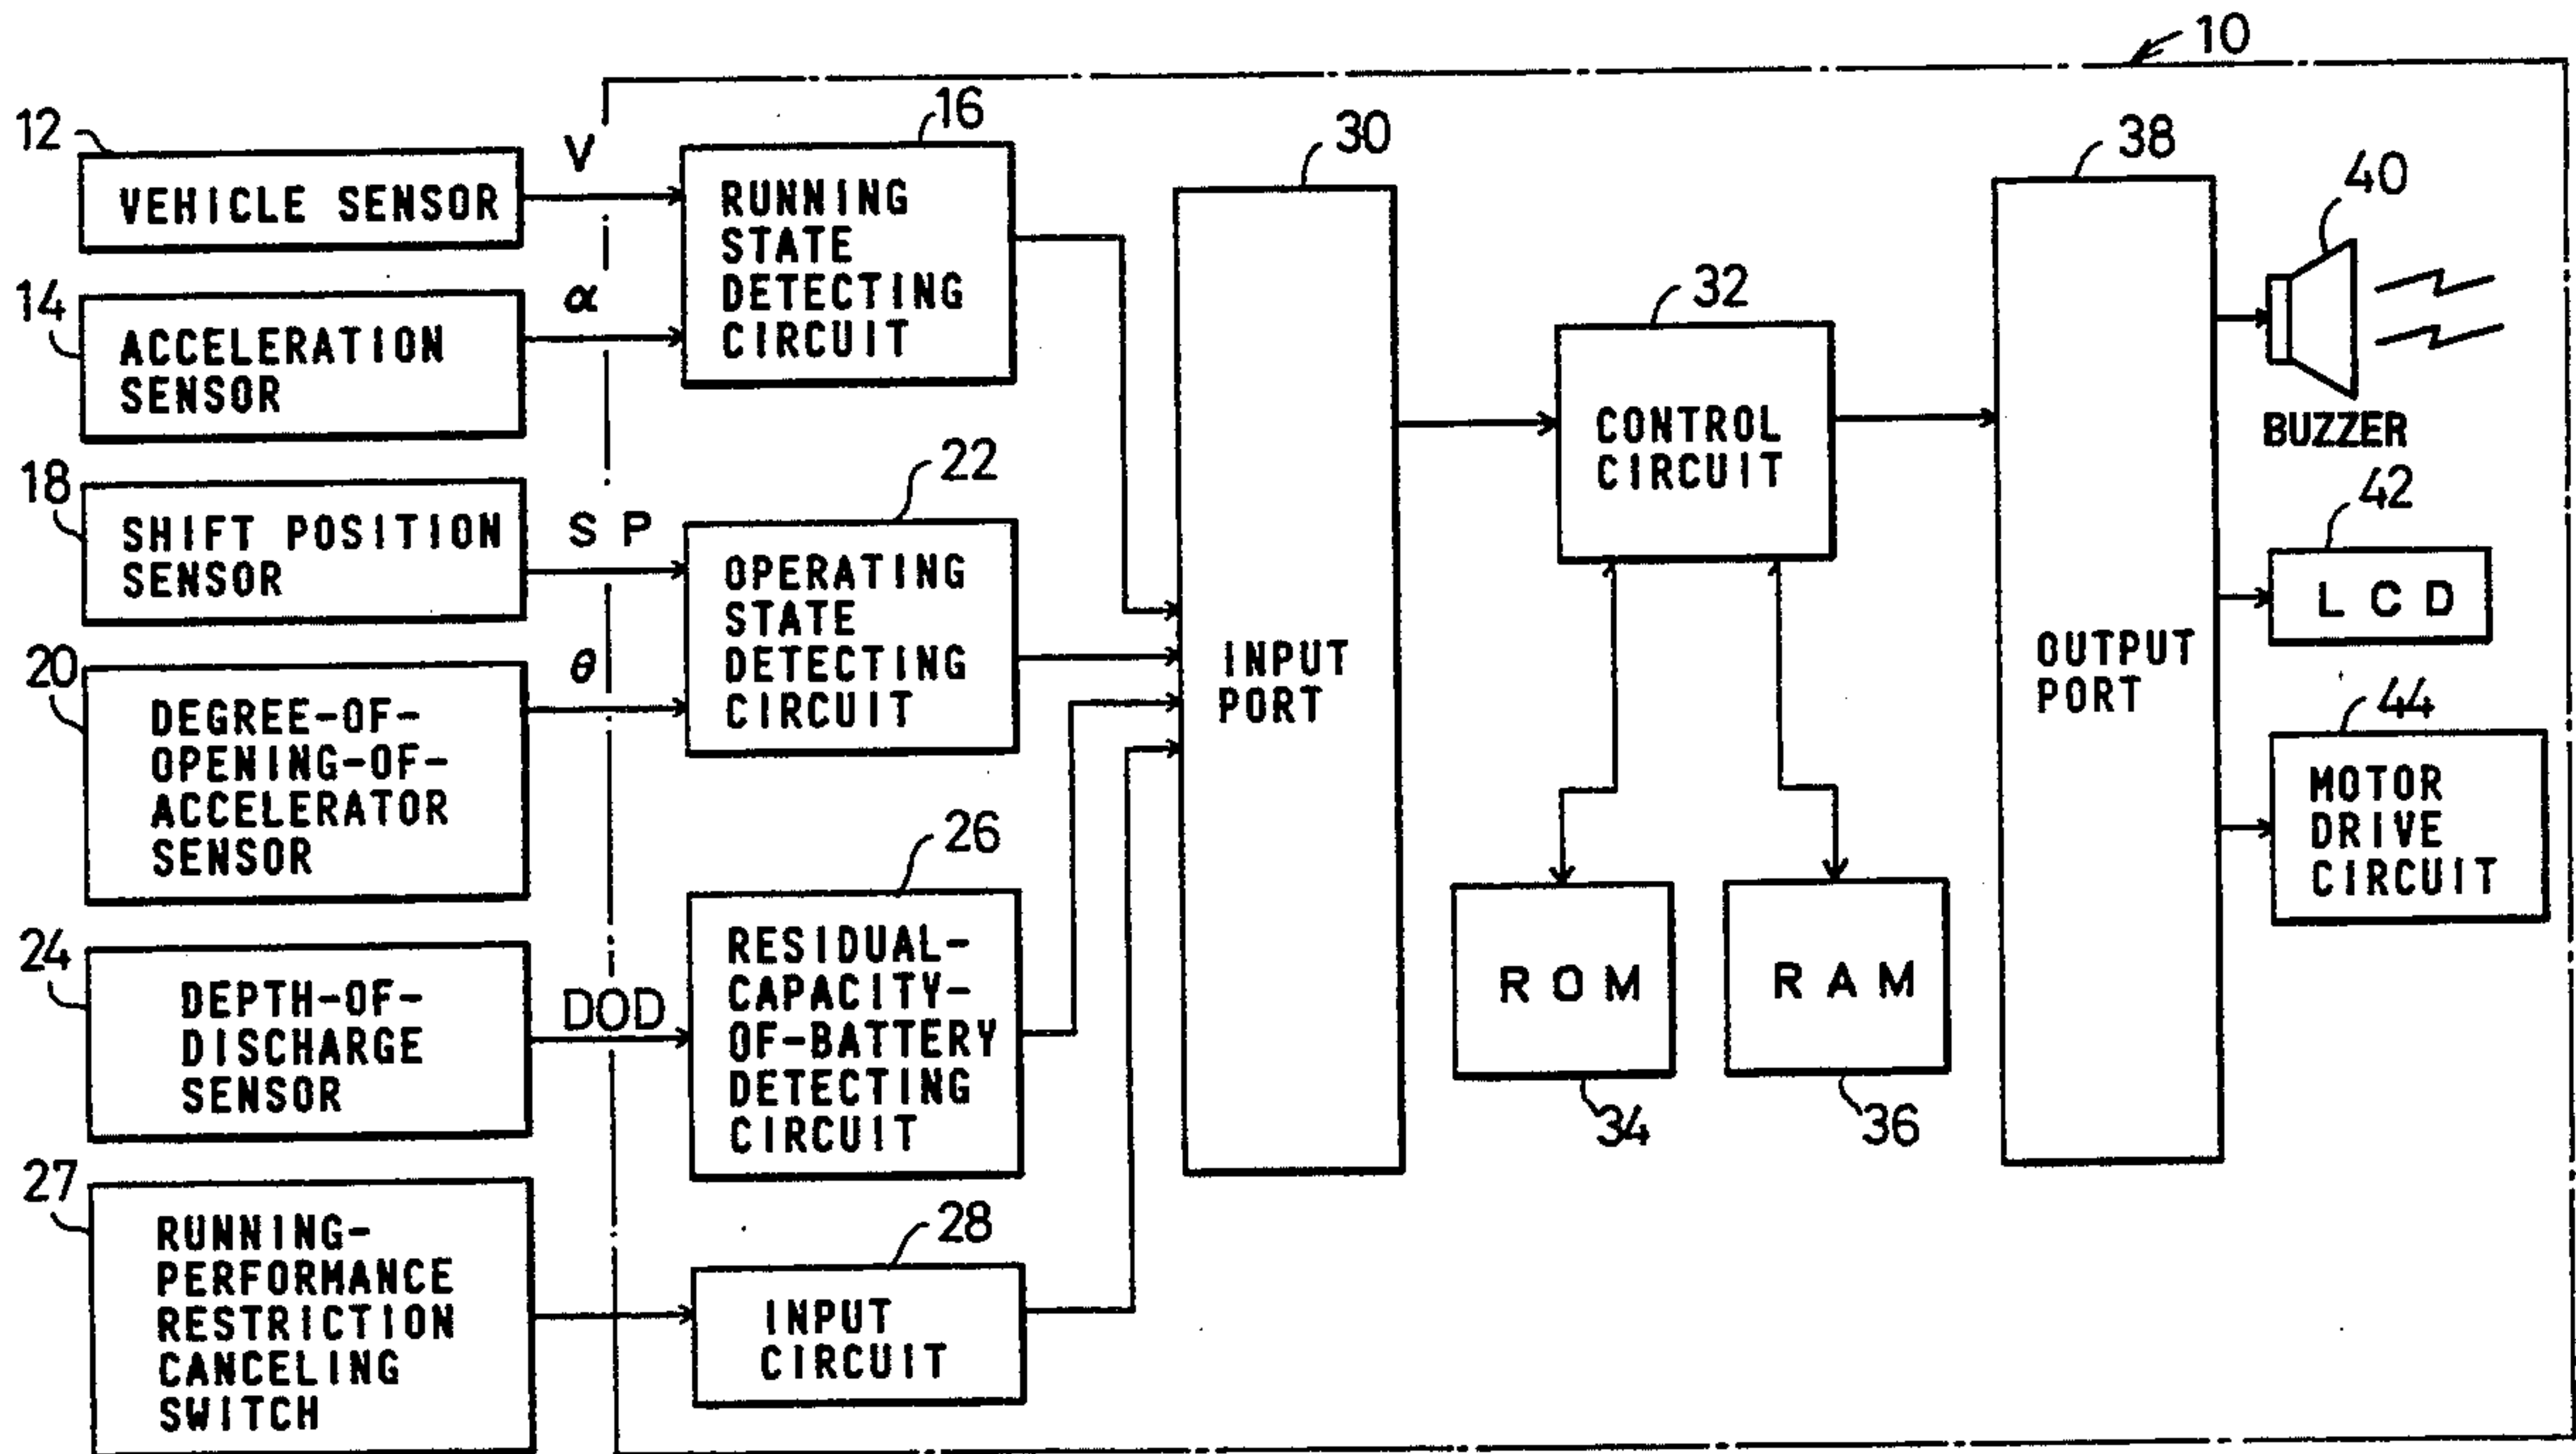 10
12
VEHICLE SENSOR
V
14
ACCELERATION
SENSOR
α
16
RUNNING
STATE
DETECTING
CIRCUIT
18
SHIFT POSITION
SENSOR
S P
20
DEGREE-OF-
OPENING-OF-
ACCELERATOR
SENSOR
θ
22
OPERATING
STATE
DETECTING
CIRCUIT
24
DEPTH-OF-
DISCHARGE
SENSOR
DOD
26
RESIDUAL-
CAPACITY-
OF-BATTERY
DETECTING
CIRCUIT
27
RUNNING-
PERFORMANCE
RESTRICTION
CANCELING
SWITCH
28
INPUT
CIRCUIT
30
INPUT
PORT
32
CONTROL
CIRCUIT
ROM
34
RAM
36
38
OUTPUT
PORT
40
BUZZER
42
LCD
44
MOTOR
DRIVE
CIRCUIT